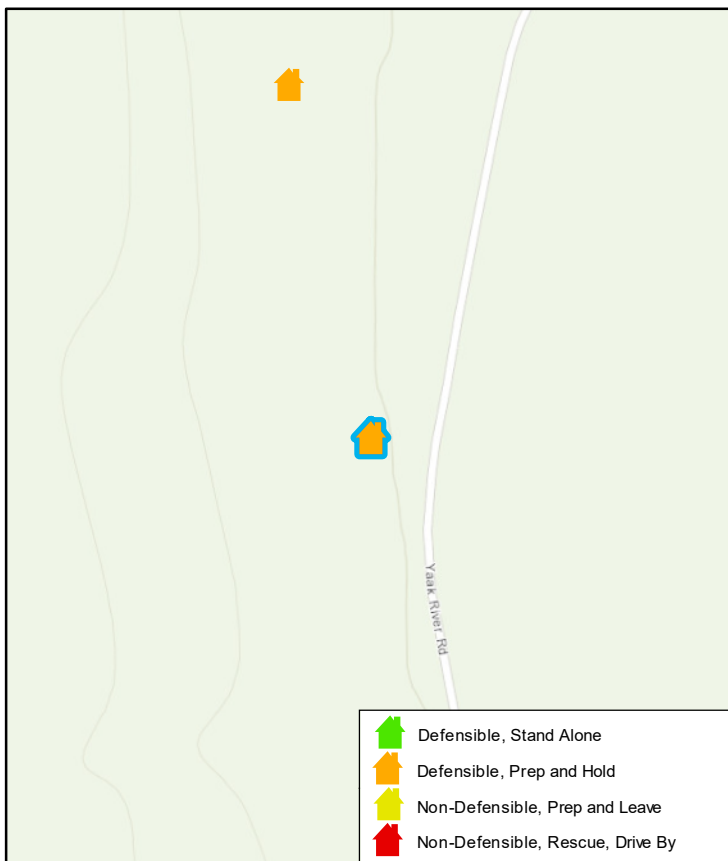 Yaak River Rd
Defensible, Stand Alone
Defensible, Prep and Hold
Non-Defensible, Prep and Leave
Non-Defensible, Rescue, Drive By